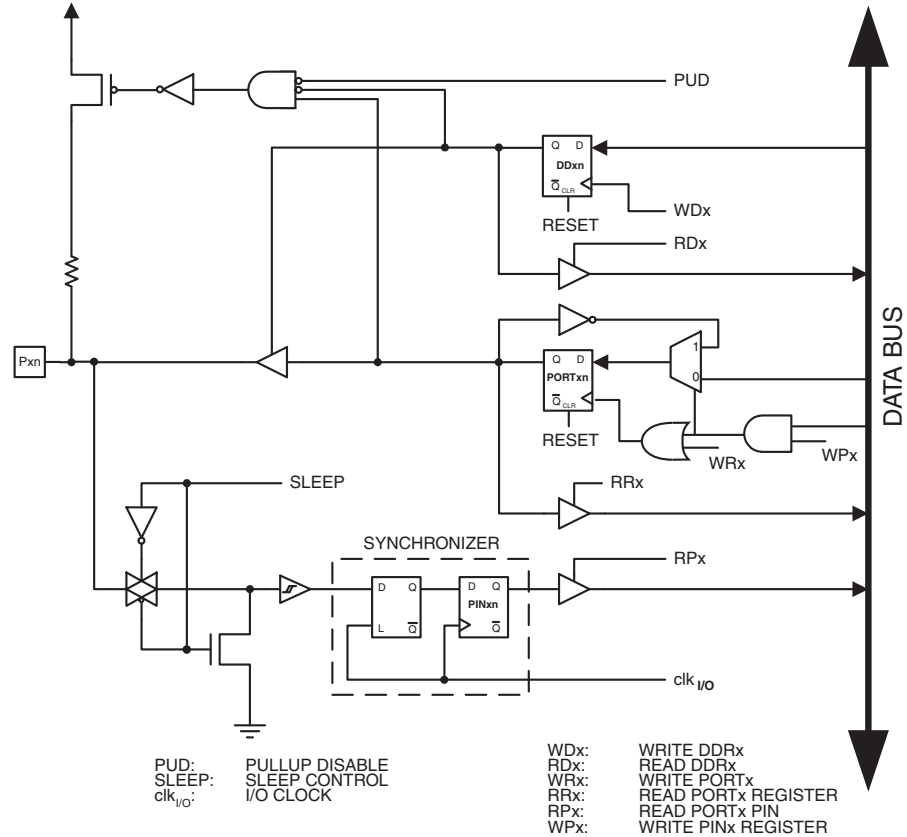 PUD
Q D
DDxn
Q CLR
WDx
RESET
RDx
Pxn
1
0
Q D
PORTxn
Q CLR
RESET
WRx
WPx
DATA BUS
SLEEP
RRx
SYNCHRONIZER
RPx
D Q
L Q
D Q
PINxn
Q
clk I/O
PUD: PULLUP DISABLE
SLEEP: SLEEP CONTROL
clkI/O: I/O CLOCK
WDx: WRITE DDRx
RDx: READ DDRx
WRx: WRITE PORTx
RRx: READ PORTx REGISTER
RPx: READ PORTx PIN
WPx: WRITE PINx REGISTER